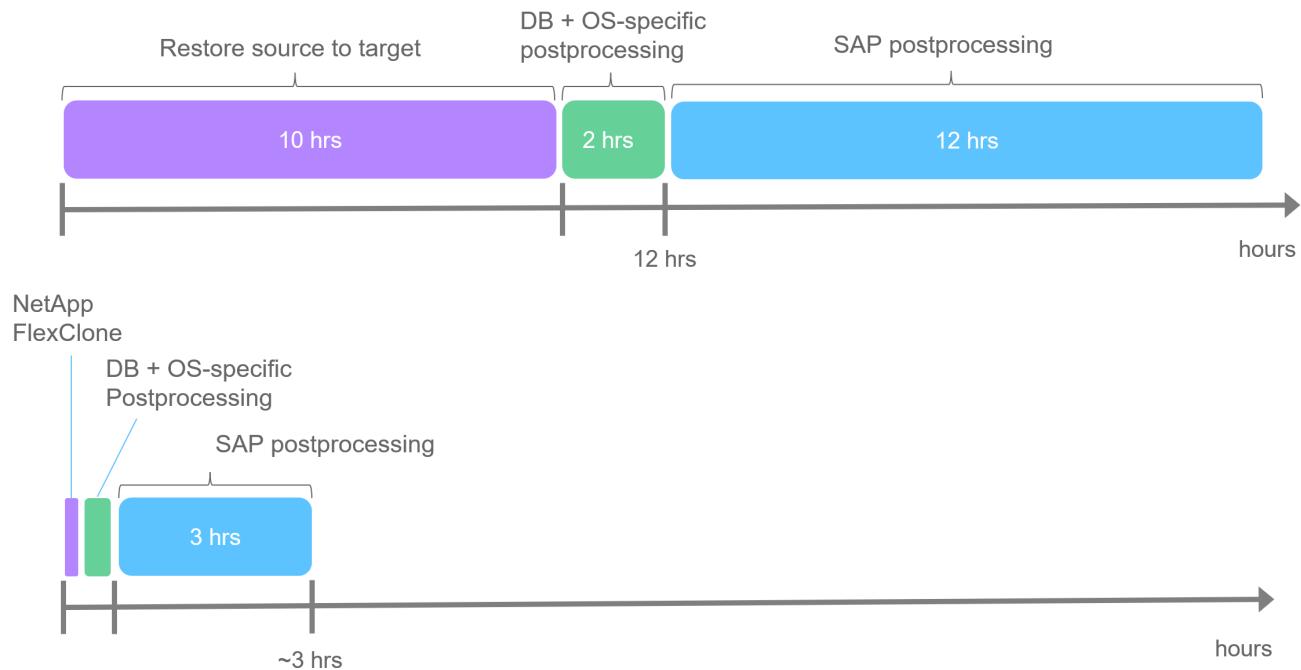 DB + OS-specific
postprocessing
Restore source to target
SAP postprocessing
10 hrs
2 hrs
12 hrs
12 hrs
hours
NetApp
FlexClone
DB + OS-specific
Postprocessing
SAP postprocessing
3 hrs
~3 hrs
hours